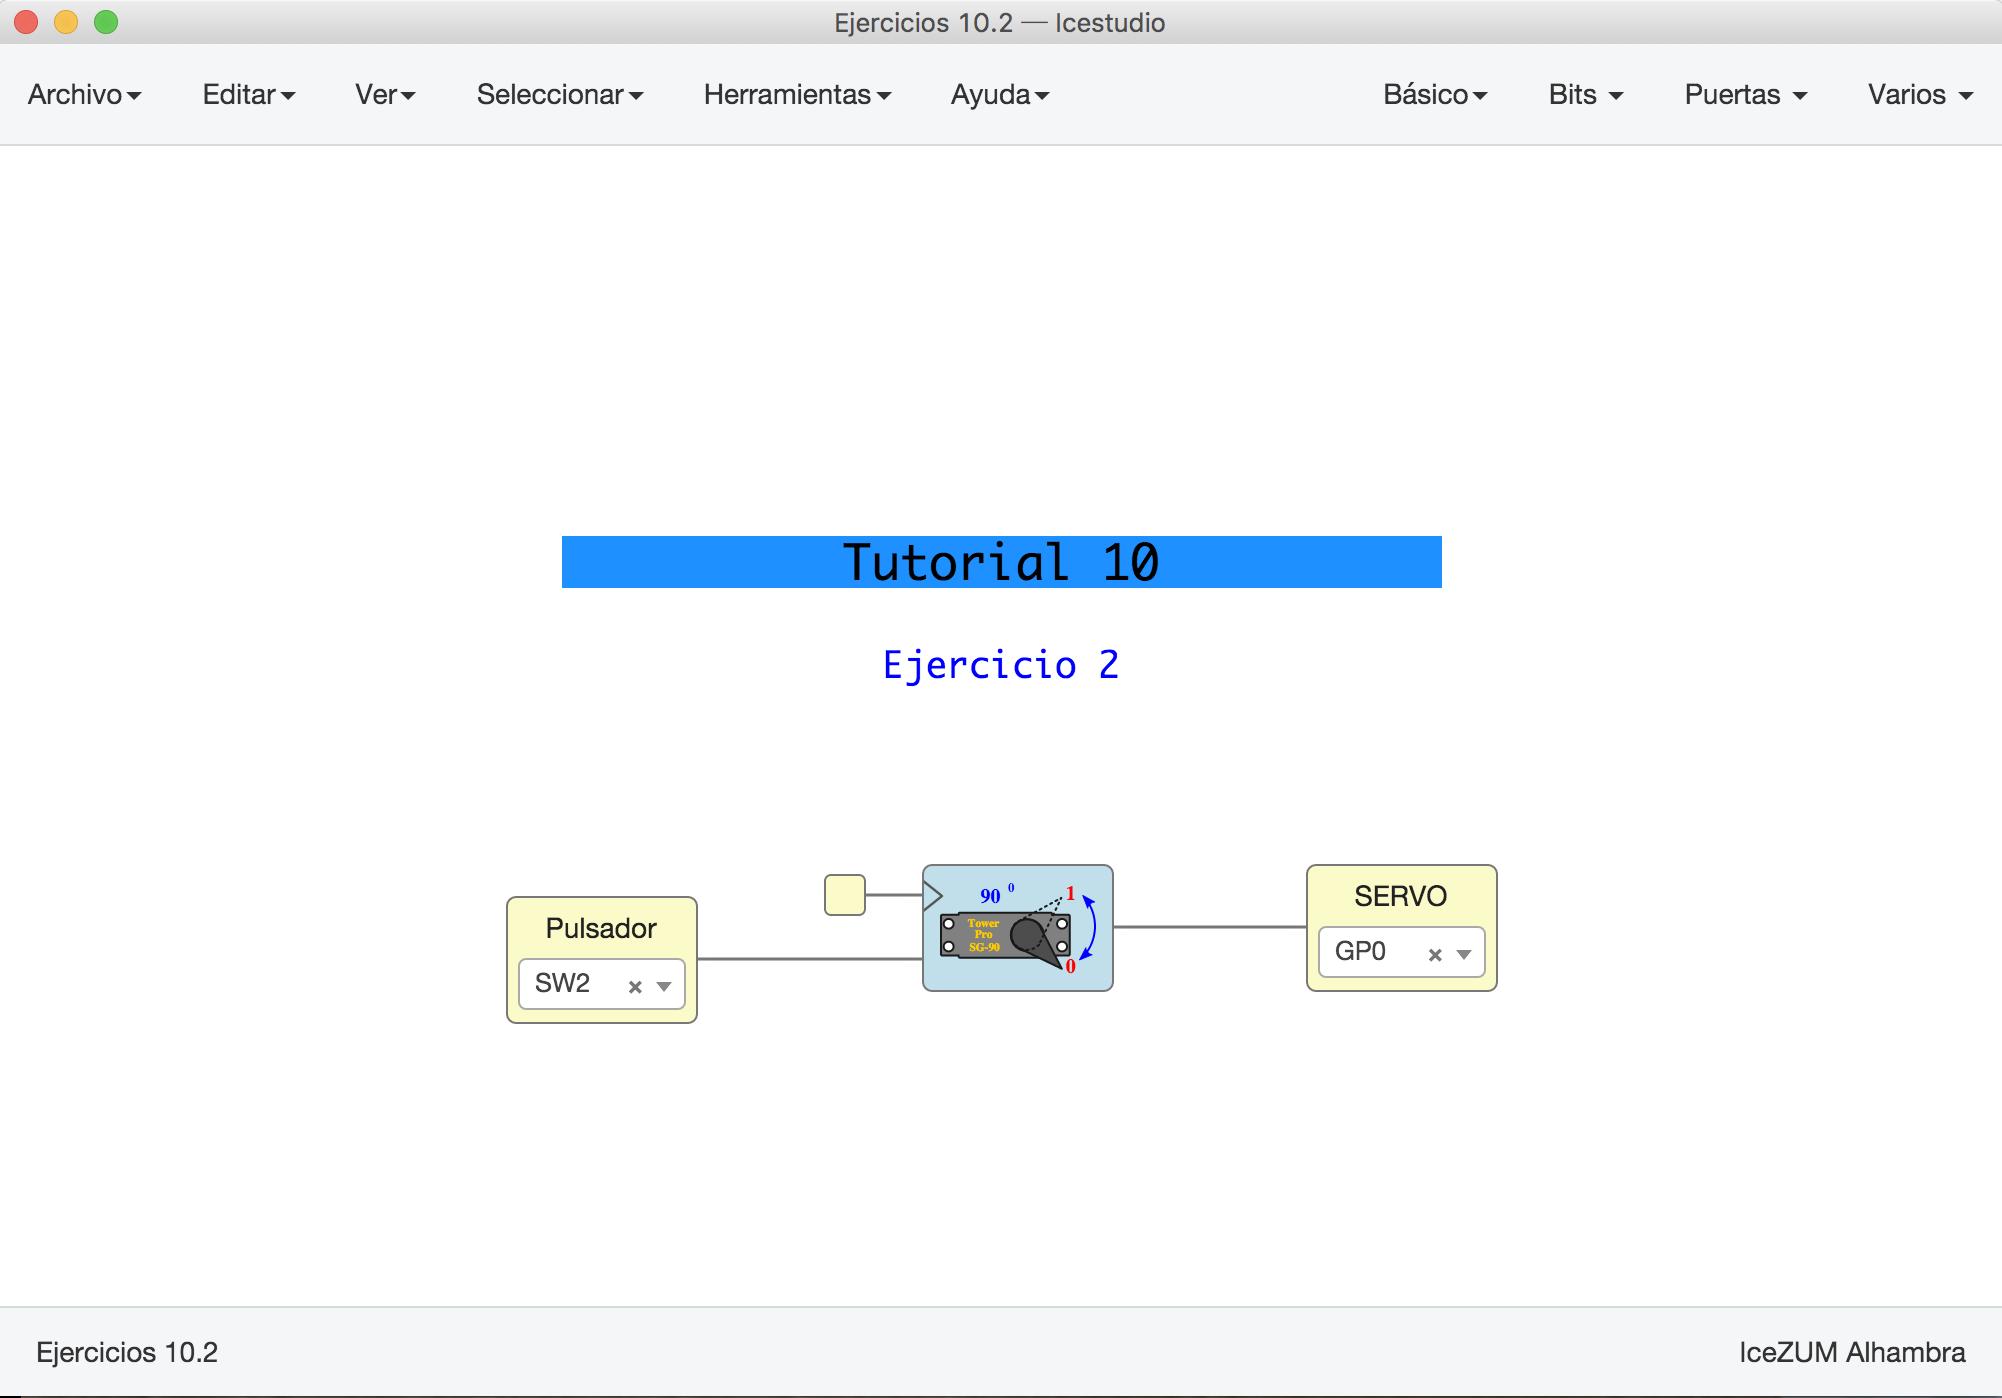 Ejercicios 10.2 — Icestudio
Archivo Editar Ver Seleccionar Herramientas Ayuda Básico Bits Puertas Varios
Tutorial 10
Ejercicio 2
Pulsador
SW2
90 0
1
Tower
Pro
SG-90
0
SERVO
GP0
Ejercicios 10.2
IceZUM Alhambra